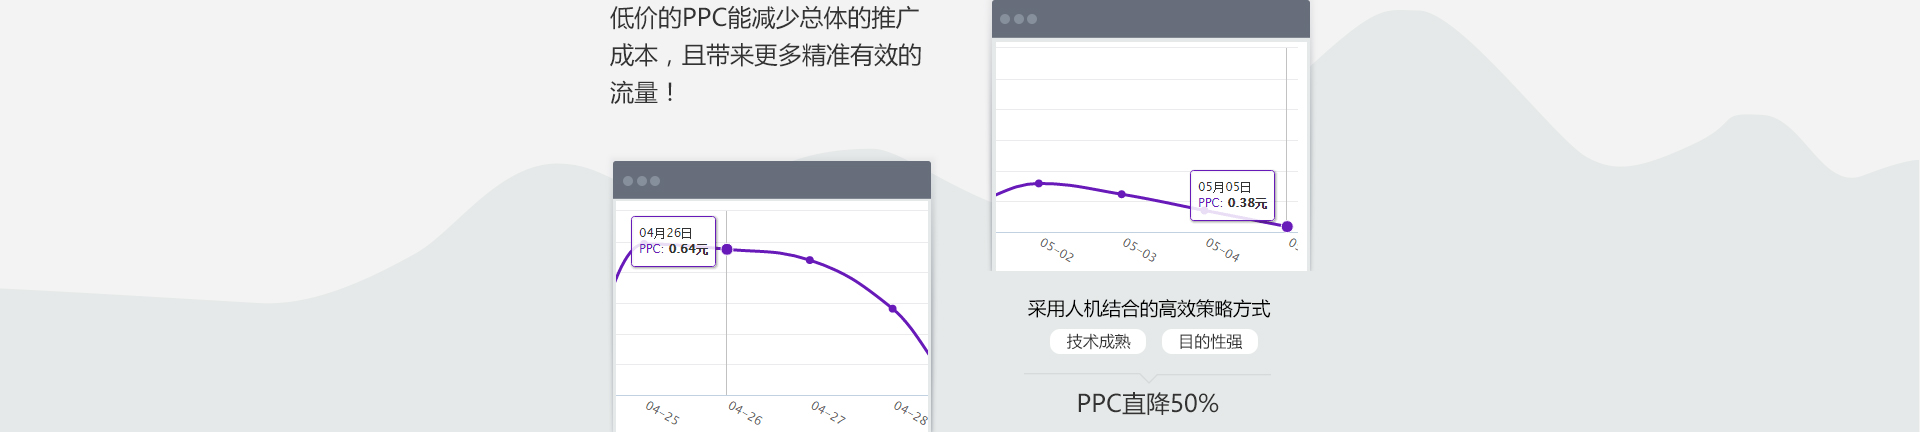 低价的PPC能减少总体的推广
成本，且带来更多精准有效的
流量！
04月26日
PPC: 0.64元
04-25
04-26
04-27
04-28
05月05日
PPC: 0.38元
05-02
05-03
05-04
采用人机结合的高效策略方式
技术成熟
目的性强
PPC直降50%